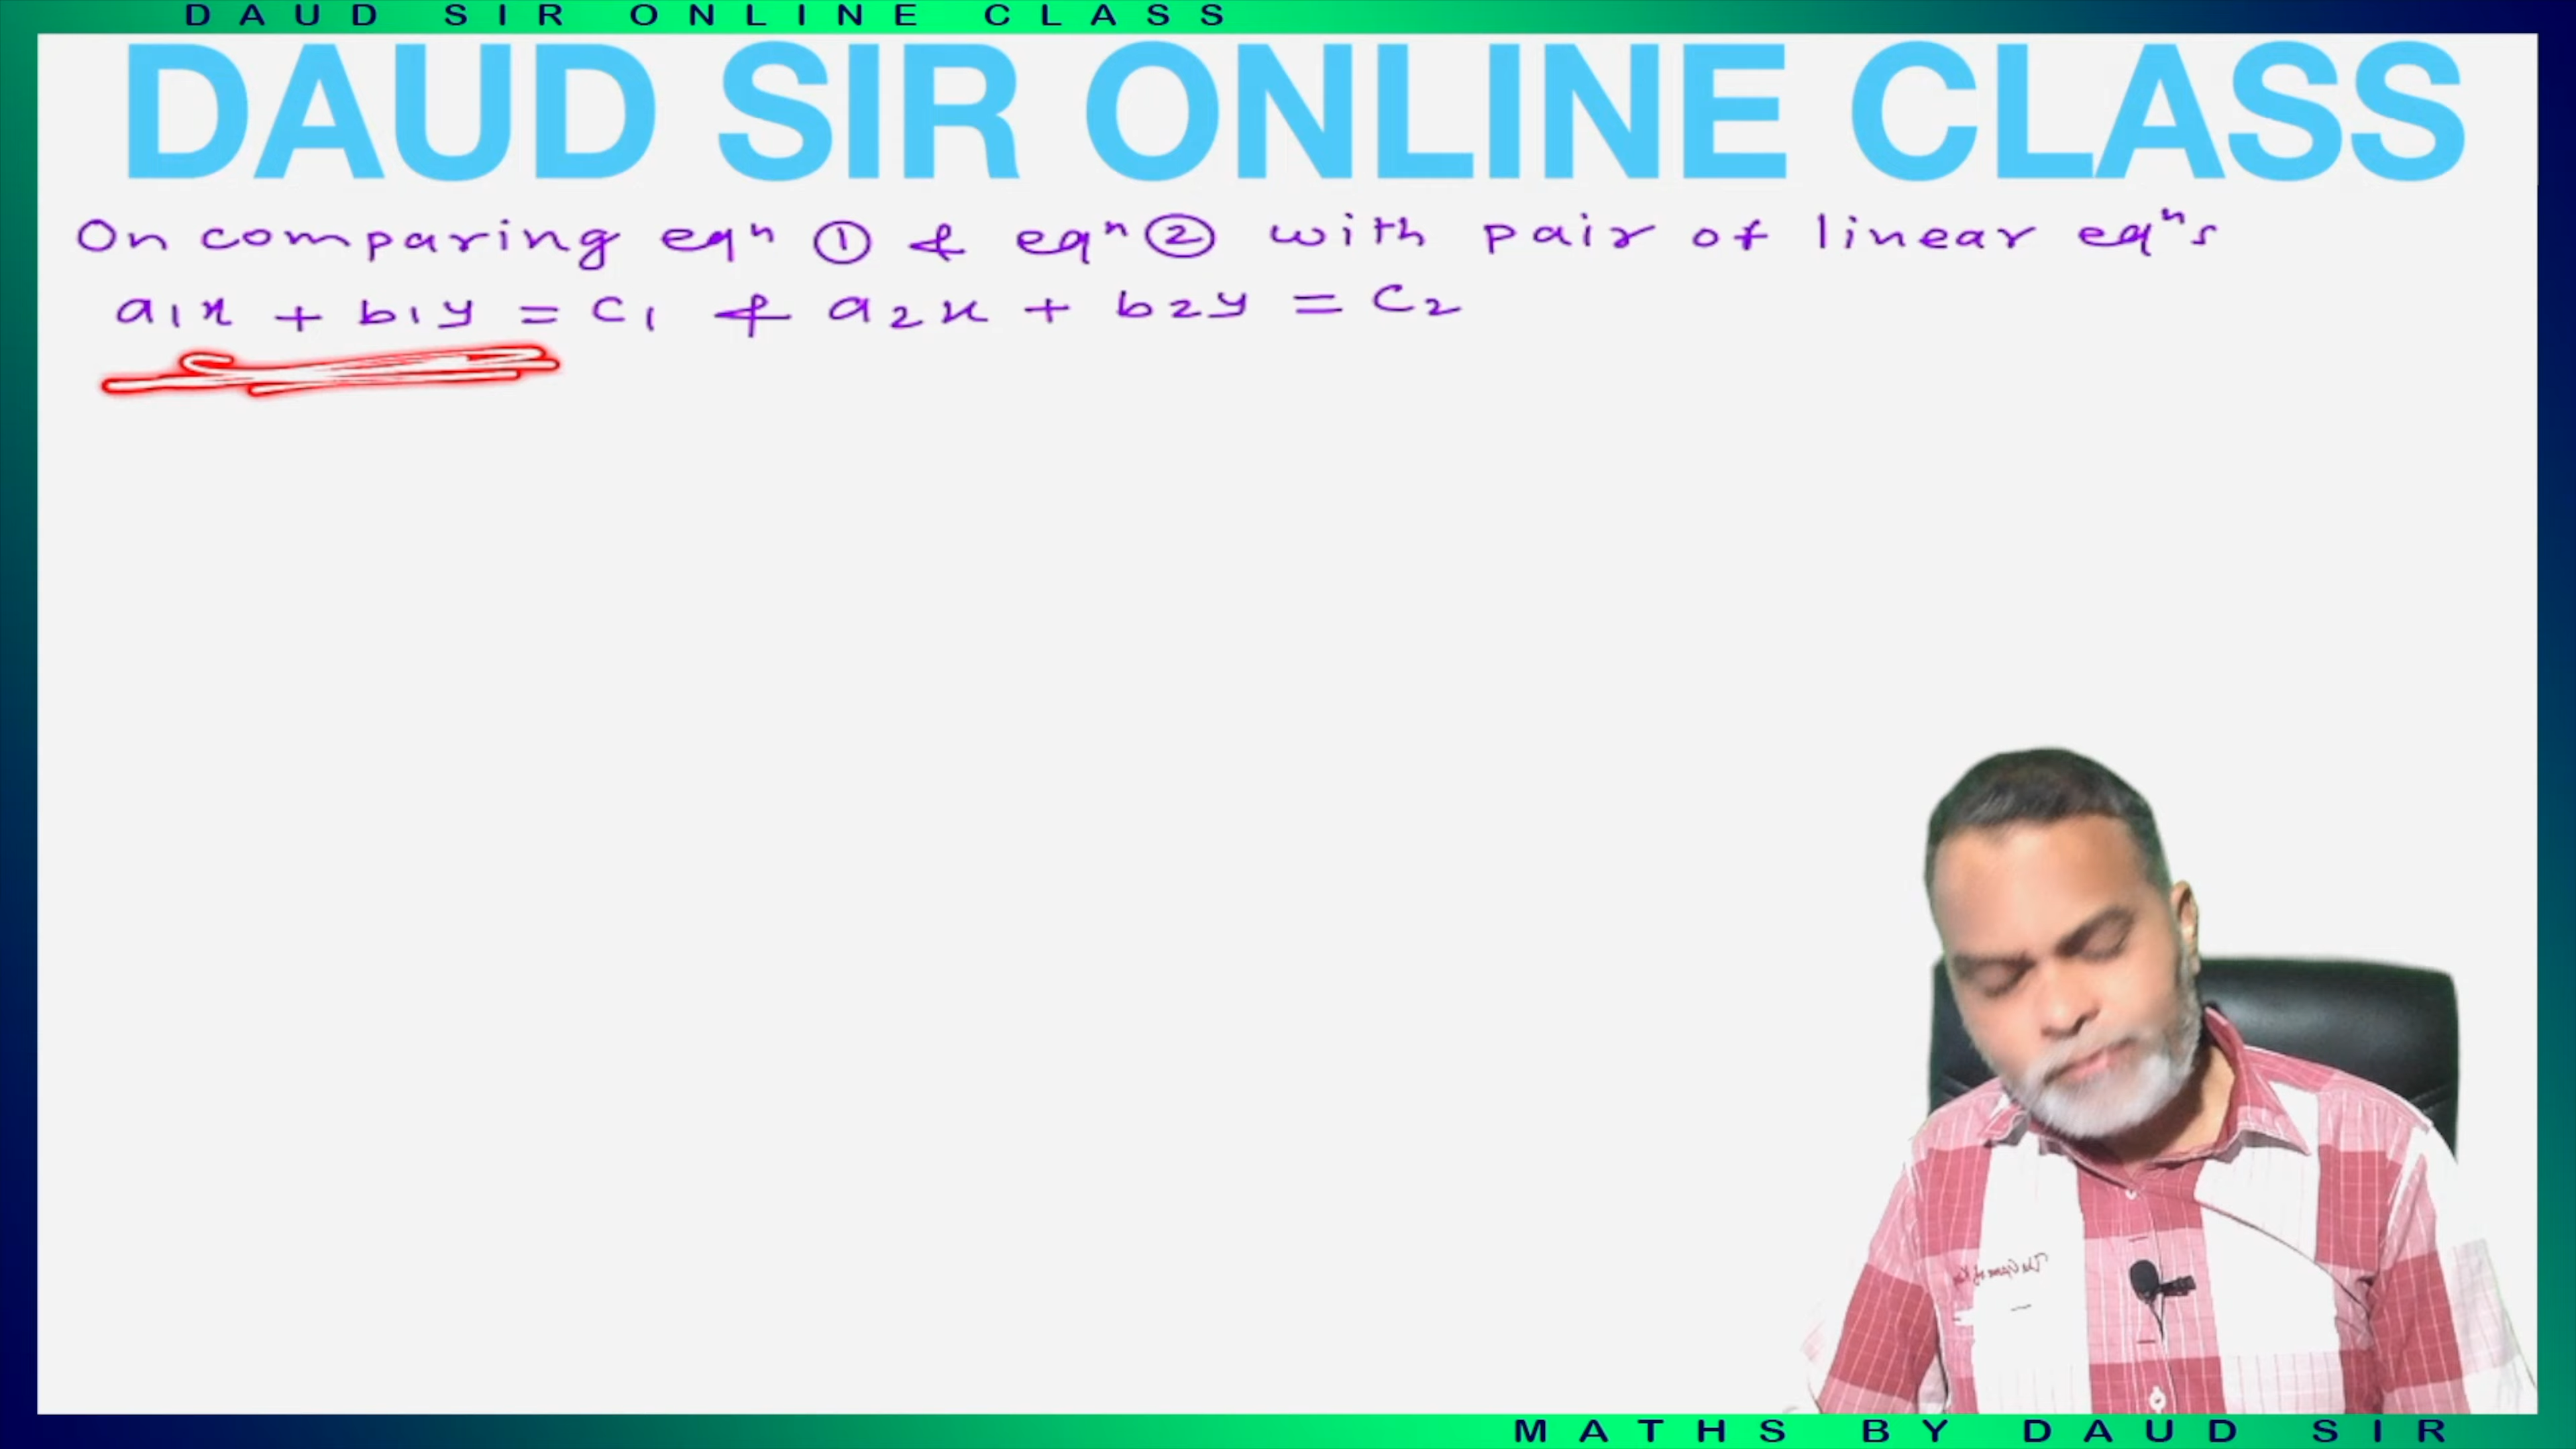 DAUD SIR ONLINE CLASS
DAUD SIR ONLINE CLASS
On comparing eqⁿ ① & eqⁿ ② with pair of linear eqⁿs
a₁x + b₁y = c₁ & a₂x + b₂y = c₂
MATHS BY DAUD SIR